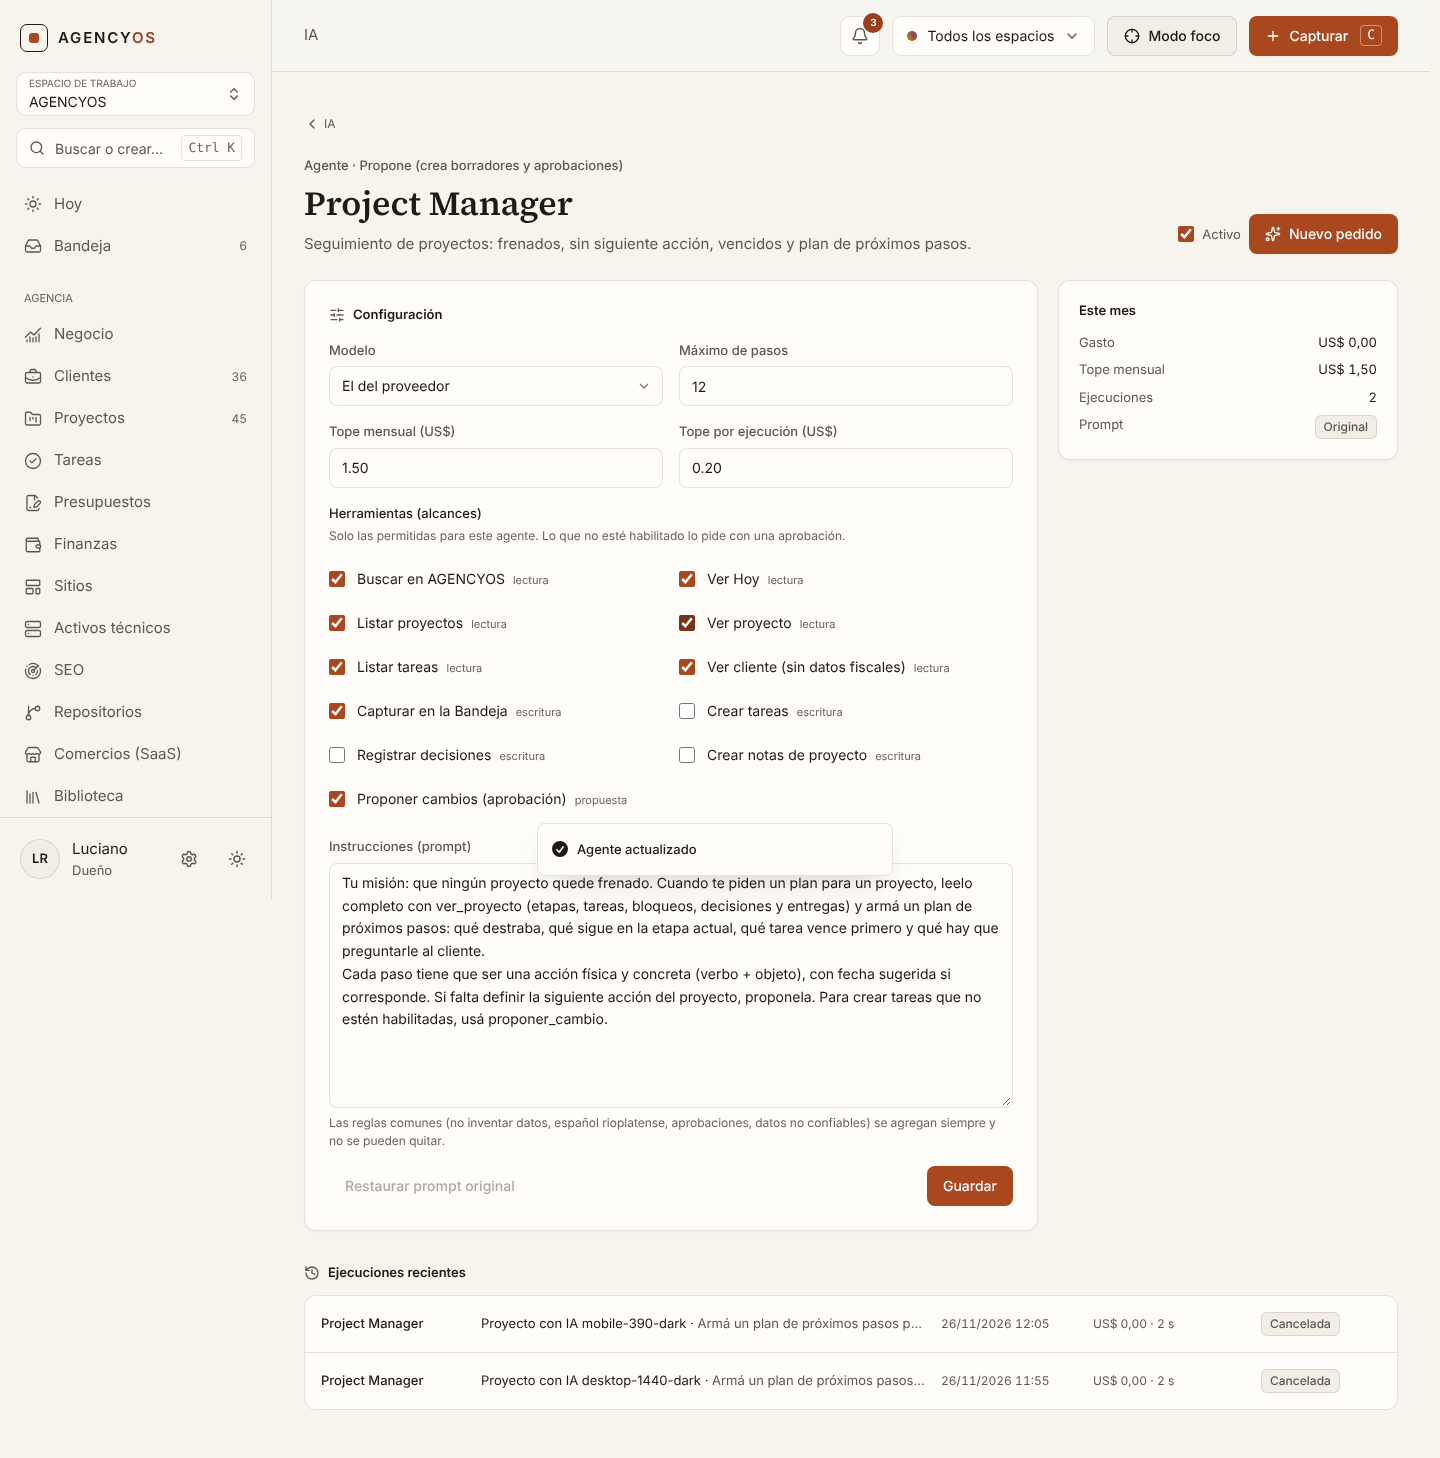 AGENCYOS
ESPACIO DE TRABAJO
AGENCYOS
Buscar o crear...
Ctrl K
Hoy
Bandeja
6
AGENCIA
Negocio
Clientes
36
Proyectos
45
Tareas
Presupuestos
Finanzas
Sitios
Activos técnicos
SEO
Repositorios
Comercios (SaaS)
Biblioteca
LR
Luciano
Dueño
IA
3
Todos los espacios
Modo foco
Capturar
C
IA
Agente · Propone (crea borradores y aprobaciones)
Project Manager
Seguimiento de proyectos: frenados, sin siguiente acción, vencidos y plan de próximos pasos.
Activo
Nuevo pedido
Configuración
Modelo
El del proveedor
Máximo de pasos
12
Tope mensual (US$)
1.50
Tope por ejecución (US$)
0.20
Herramientas (alcances)
Solo las permitidas para este agente. Lo que no esté habilitado lo pide con una aprobación.
Buscar en AGENCYOS lectura
Ver Hoy lectura
Listar proyectos lectura
Ver proyecto lectura
Listar tareas lectura
Ver cliente (sin datos fiscales) lectura
Capturar en la Bandeja escritura
Crear tareas escritura
Registrar decisiones escritura
Crear notas de proyecto escritura
Proponer cambios (aprobación) propuesta
Instrucciones (prompt)
Agente actualizado
Tu misión: que ningún proyecto quede frenado. Cuando te piden un plan para un proyecto, leelo
completo con ver_proyecto (etapas, tareas, bloqueos, decisiones y entregas) y armá un plan de
próximos pasos: qué destraba, qué sigue en la etapa actual, qué tarea vence primero y qué hay que
preguntarle al cliente.
Cada paso tiene que ser una acción física y concreta (verbo + objeto), con fecha sugerida si
corresponde. Si falta definir la siguiente acción del proyecto, proponela. Para crear tareas que no
estén habilitadas, usá proponer_cambio.
Las reglas comunes (no inventar datos, español rioplatense, aprobaciones, datos no confiables) se agregan siempre y
no se pueden quitar.
Restaurar prompt original
Guardar
Este mes
Gasto
US$ 0,00
Tope mensual
US$ 1,50
Ejecuciones
2
Prompt
Original
Ejecuciones recientes
Project Manager
Proyecto con IA mobile-390-dark · Armá un plan de próximos pasos p...
26/11/2026 12:05
US$ 0,00 · 2 s
Cancelada
Project Manager
Proyecto con IA desktop-1440-dark · Armá un plan de próximos pasos...
26/11/2026 11:55
US$ 0,00 · 2 s
Cancelada